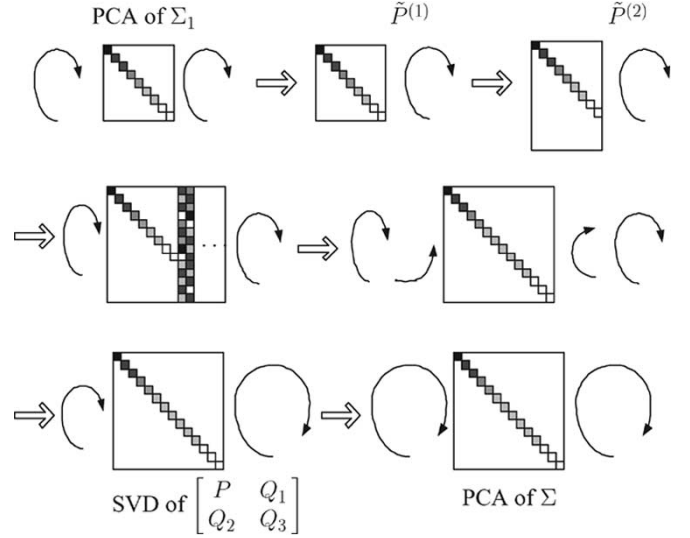 PCA of Σ₁
P̃⁽¹⁾
P̃⁽²⁾
· · ·
SVD of [ P Q₁
Q₂ Q₃ ]
PCA of Σ